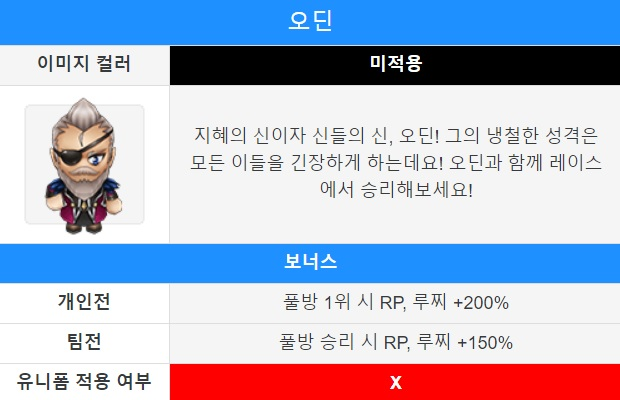 오딘
이미지 컬러
미적용
지혜의 신이자 신들의 신, 오딘! 그의 냉철한 성격은
모든 이들을 긴장하게 하는데요! 오딘과 함께 레이스
에서 승리해보세요!
보너스
개인전
풀방 1위 시 RP, 루찌 +200%
팀전
풀방 승리 시 RP, 루찌 +150%
유니폼 적용 여부
X